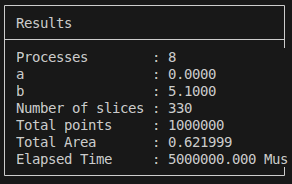 Results
Processes : 8
a : 0.0000
b : 5.1000
Number of slices : 330
Total points : 1000000
Total Area : 0.621999
Elapsed Time : 5000000.000 Mus